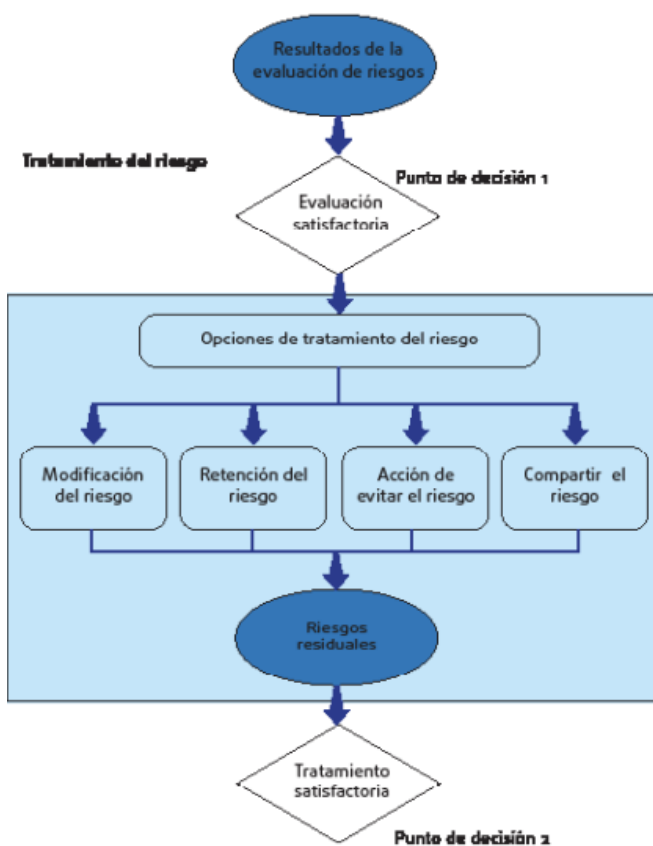 Resultados de la
evaluación de riesgos
Tratamiento del riesgo
Punto de decisión 1
Evaluación
satisfactoria
Opciones de tratamiento del riesgo
Modificación
del riesgo
Retención del
riesgo
Acción de
evitar el riesgo
Compartir el
riesgo
Riesgos
residuales
Tratamiento
satisfactoria
Punto de decisión 2